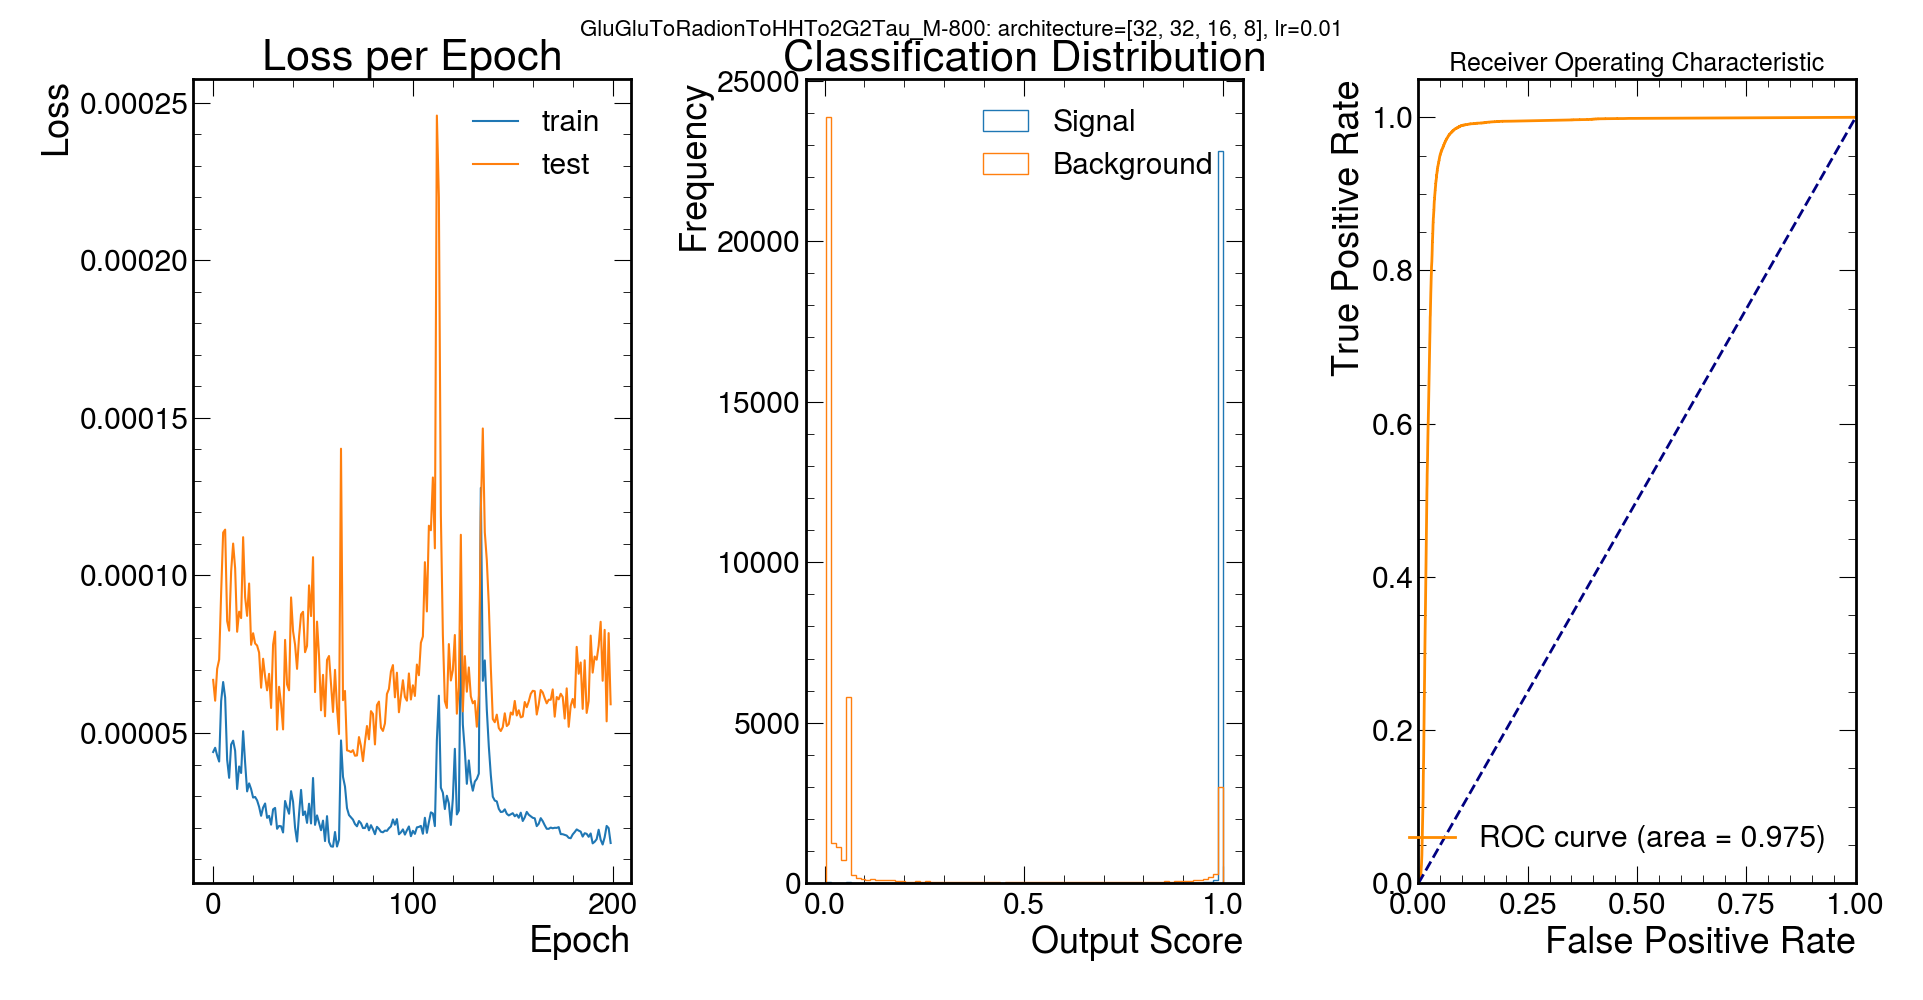 GluGluToRadionToHHTo2G2Tau_M-800: architecture=[32, 32, 16, 8], lr=0.01
Loss per Epoch
Loss
0.00025
0.00020
0.00015
0.00010
0.00005
0
100
200
Epoch
train
test
Classification Distribution
Frequency
25000
20000
15000
10000
5000
0
0.0
0.5
1.0
Output Score
Signal
Background
Receiver Operating Characteristic
True Positive Rate
1.0
0.8
0.6
0.4
0.2
0.0
0.00
0.25
0.50
0.75
1.00
False Positive Rate
ROC curve (area = 0.975)